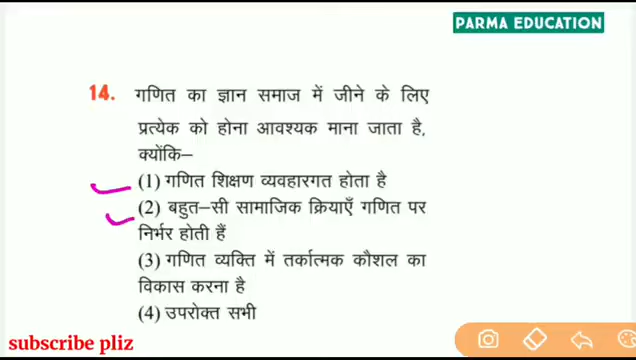 PARMA EDUCATION
14. गणित का ज्ञान समाज में जीने के लिए
प्रत्येक को होना आवश्यक माना जाता है,
क्योंकि–
(1) गणित शिक्षण व्यवहारगत होता है
(2) बहुत–सी सामाजिक क्रियाएँ गणित पर
निर्भर होती हैं
(3) गणित व्यक्ति में तर्कात्मक कौशल का
विकास करना है
(4) उपरोक्त सभी
subscribe pliz